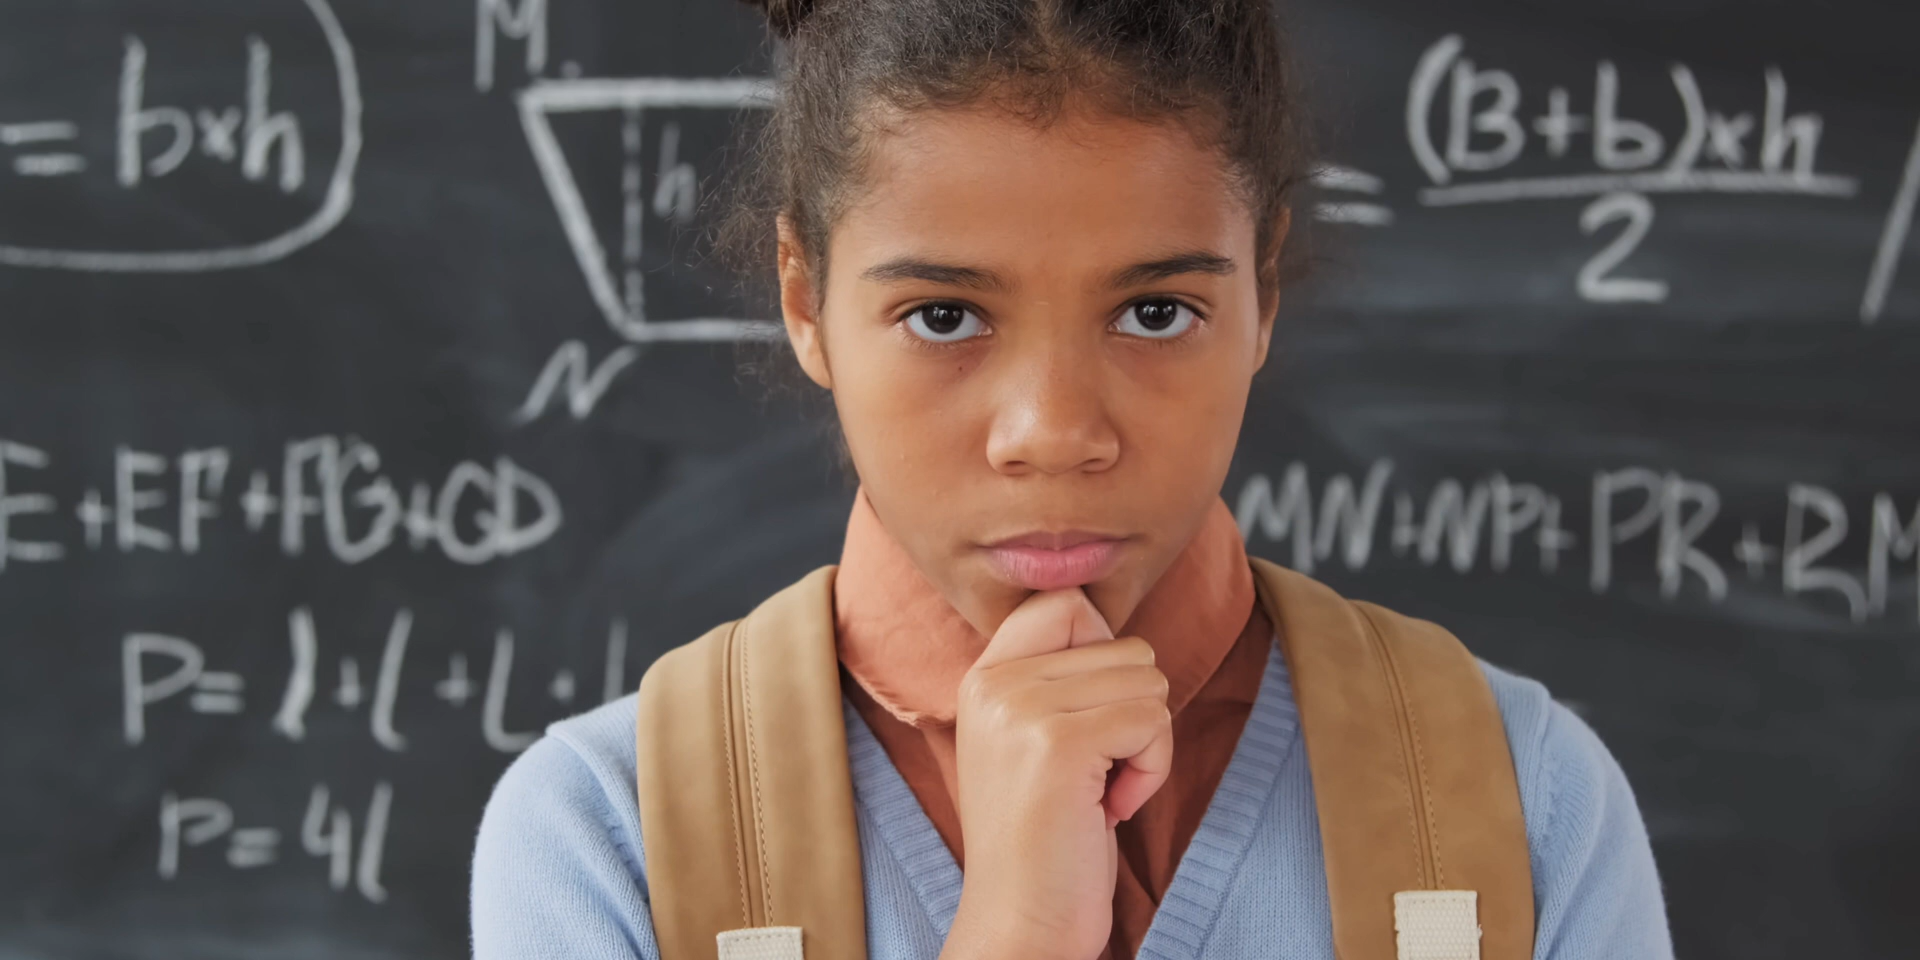 = b×h
M
h
N
= (B+b)×h
2
E+EF+FG+GD
MN+NP+PR+RM
P=l+l+l+l
P=4l